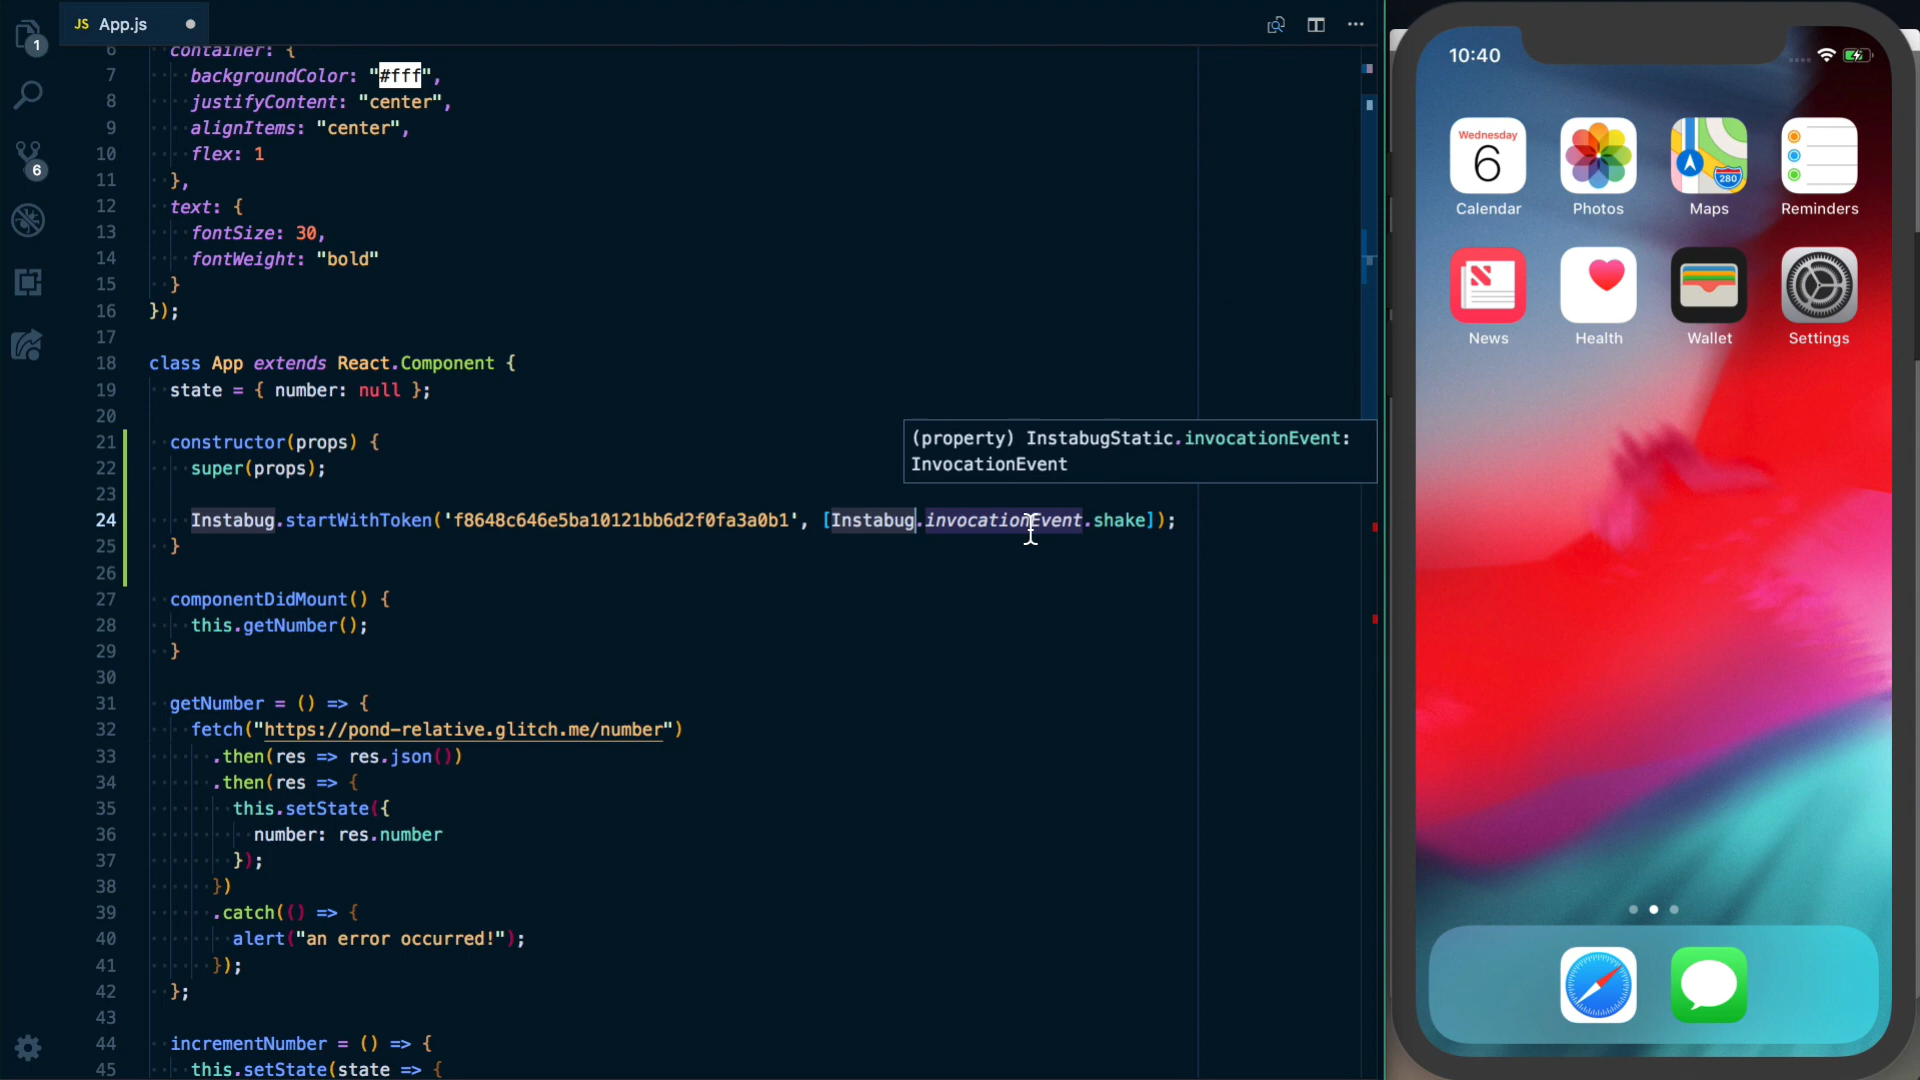 1
6
JS App.js
6 container: {
7 backgroundColor: "#fff",
8 justifyContent: "center",
9 alignItems: "center",
10 flex: 1
11 },
12 text: {
13 fontSize: 30,
14 fontWeight: "bold"
15 }
16 });
17
18 class App extends React.Component {
19 state = { number: null };
20
21 constructor(props) {
22 super(props);
23
24 Instabug.startWithToken('f8648c646e5ba10121bb6d2f0fa3a0b1', [Instabug.invocationEvent.shake]);
25 }
26
27 componentDidMount() {
28 this.getNumber();
29 }
30
31 getNumber = () => {
32 fetch("https://pond-relative.glitch.me/number")
33 .then(res => res.json())
34 .then(res => {
35 this.setState({
36 number: res.number
37 });
38 })
39 .catch(() => {
40 alert("an error occurred!");
41 });
42 };
43
44 incrementNumber = () => {
45 this.setState(state => {
(property) InstabugStatic.invocationEvent:
InvocationEvent
10:40
Wednesday
6
280
Calendar Photos Maps Reminders
News Health Wallet Settings